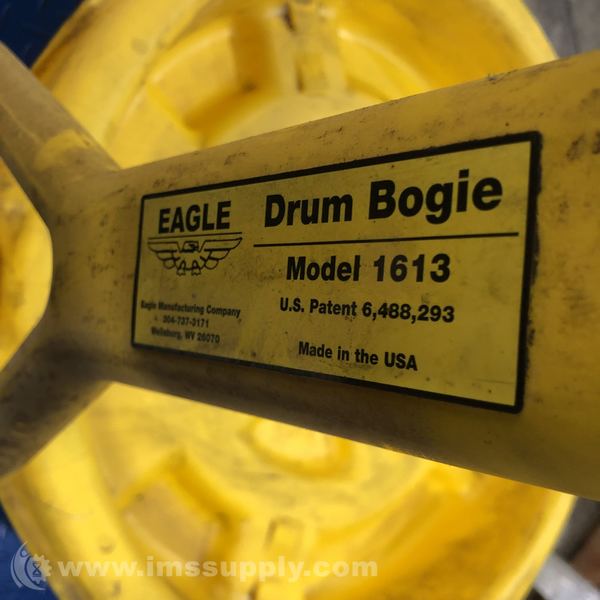 EAGLE
Drum Bogie
Model 1613
U.S. Patent 6,488,293
Made in the USA
Eagle Manufacturing Company
304-737-3171
Wellsburg, WV 26070
www.imssupply.com